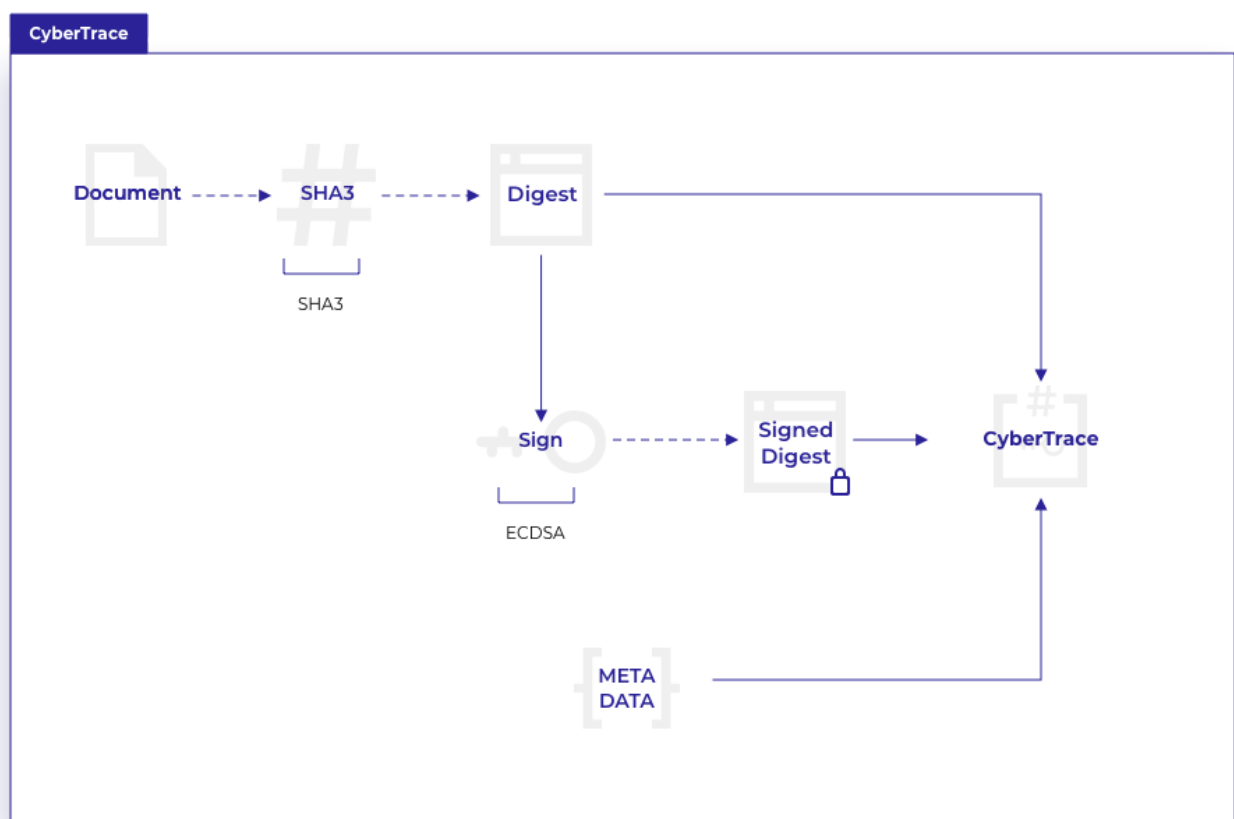 CyberTrace
Document
SHA3
Digest
SHA3
Sign
Signed
Digest
CyberTrace
ECDSA
META
DATA